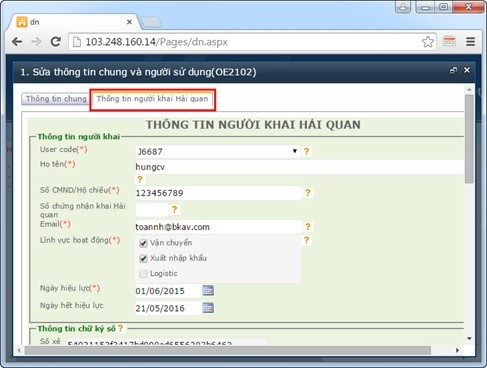 dn
103.248.160.14/Pages/dn.aspx
1. Sửa thông tin chung và người sử dụng(OE2102)
Thông tin chung
Thông tin người khai Hải quan
THÔNG TIN NGƯỜI KHAI HẢI QUAN
Thông tin người khai
User code(*) J6687 ?
Họ tên(*) hungcv
?
Số CMND/Hộ chiếu(*) 123456789 ?
Số chứng nhận khai Hải quan ?
Email(*) toannh@bkav.com ?
Lĩnh vực hoạt động(*) Vận chuyển ?
Xuất nhập khẩu
Logistic
Ngày hiệu lực(*) 01/06/2015
Ngày hết hiệu lực 21/05/2016
Thông tin chữ ký số ?
Số xê